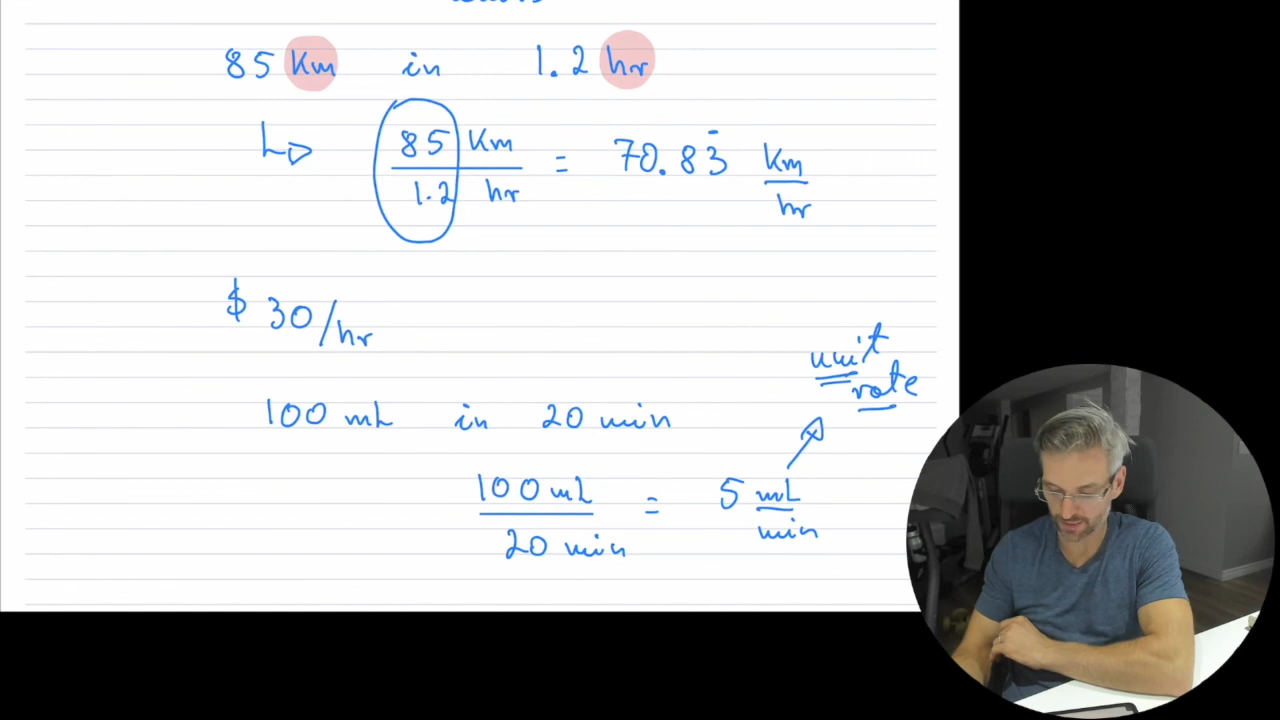 85 Km in 1.2 hr
85 Km
1.2 hr
= 70.83̄ Km
hr
$ 30/hr
unit
rate
100 mL in 20 min
100 mL
20 min
= 5 mL
min